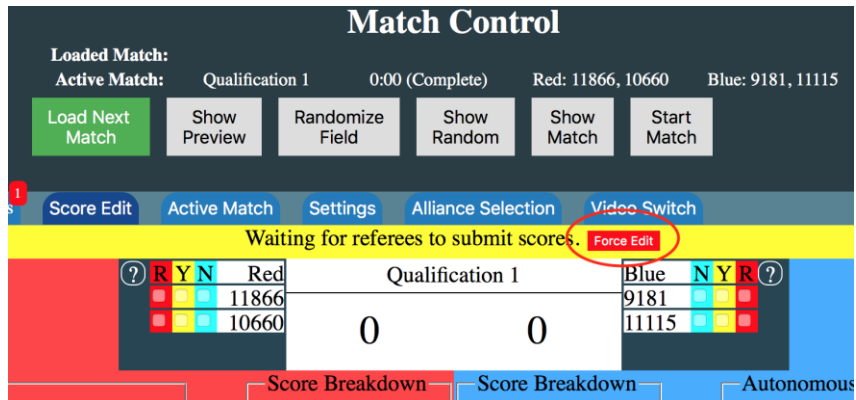 Match Control
Loaded Match:
Active Match: Qualification 1 0:00 (Complete) Red: 11866, 10660 Blue: 9181, 11115
Load Next Match
Show Preview
Randomize Field
Show Random
Show Match
Start Match
1
s Score Edit Active Match Settings Alliance Selection Video Switch
Waiting for referees to submit scores. Force Edit
? R Y N Red Qualification 1 Blue N Y R ?
11866 9181
10660 0 0 11115
Score Breakdown Score Breakdown Autonomous